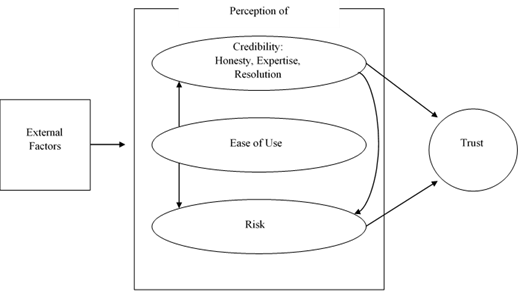 Perception of
Credibility:
Honesty, Expertise,
Resolution
External
Factors
Ease of Use
Trust
Risk